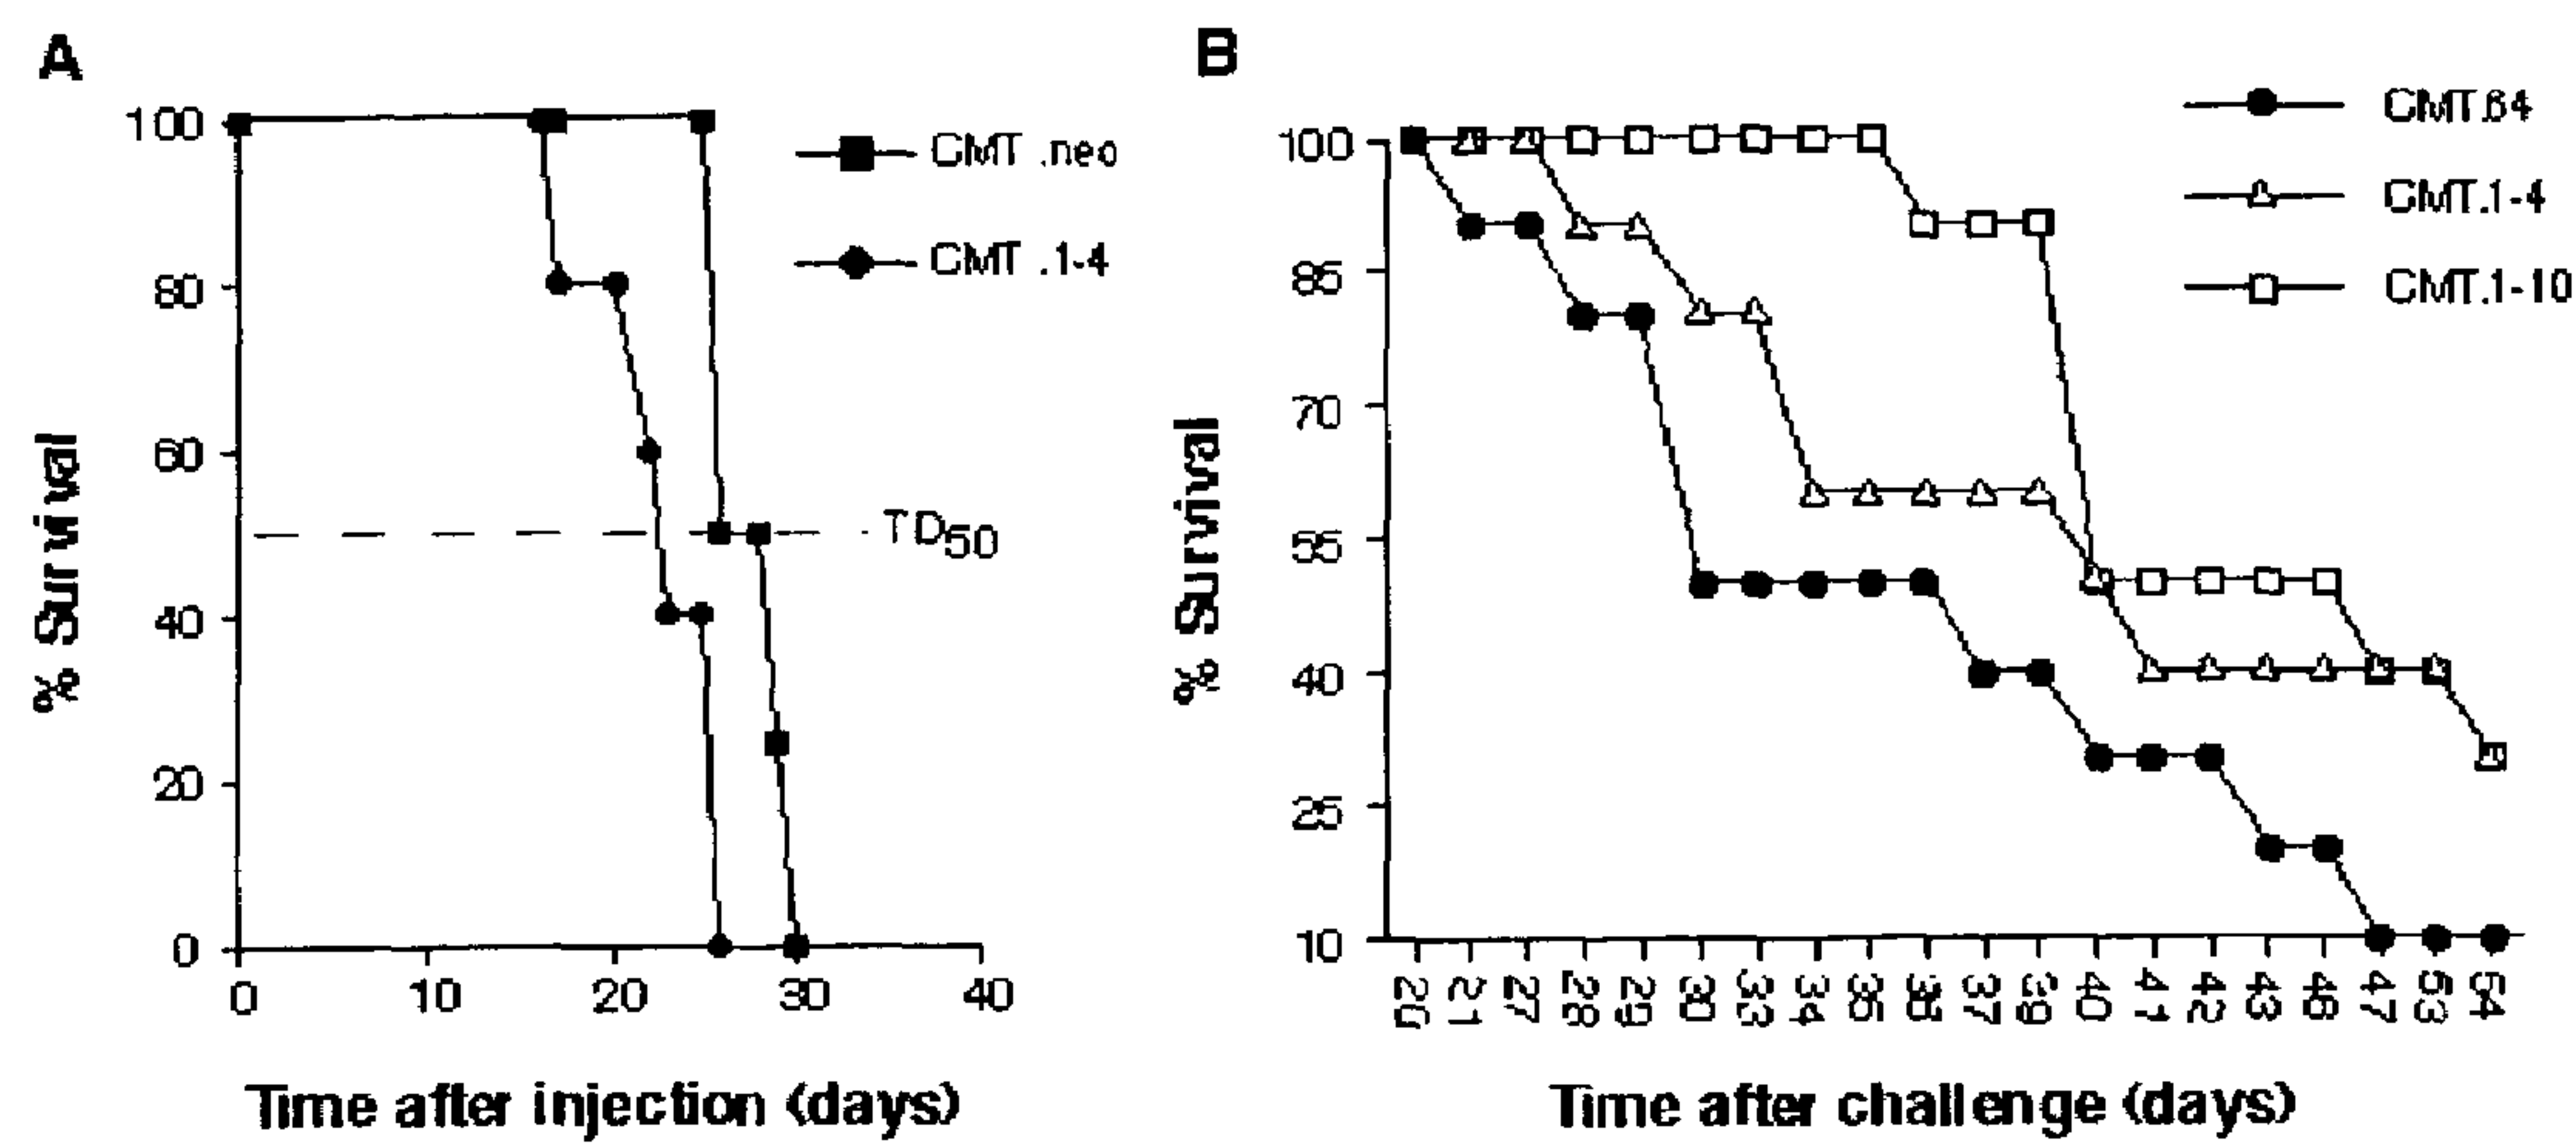 A
100
80
60
40
20
0
0 10 20 30 40
% Survival
Time after injection (days)
CMT .neo
CMT .1-4
TD50
B
100
85
70
55
40
25
10
20 21 27 28 29 30 33 34 35 36 37 39 40 41 42 43 46 47 53 54
% Survival
Time after challenge (days)
CMT.64
CMT.1-4
CMT.1-10